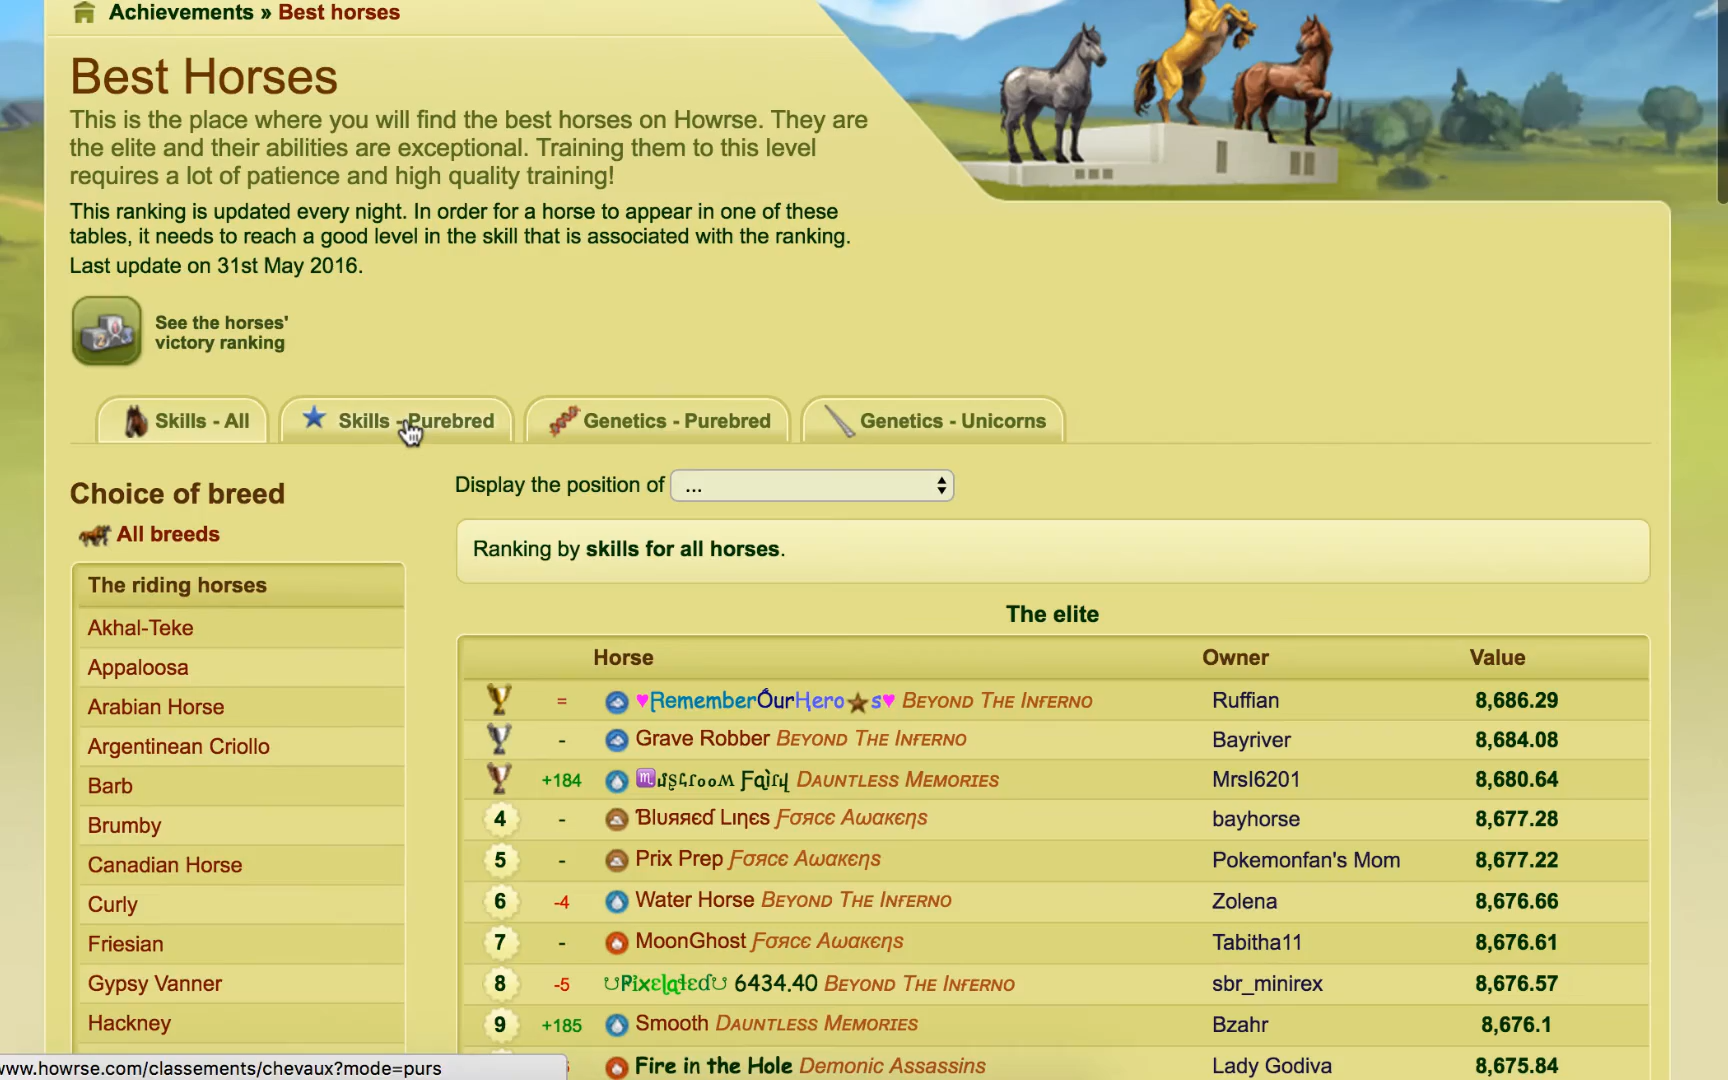 Achievements » Best horses
Best Horses
This is the place where you will find the best horses on Howrse. They are
the elite and their abilities are exceptional. Training them to this level
requires a lot of patience and high quality training!
This ranking is updated every night. In order for a horse to appear in one of these
tables, it needs to reach a good level in the skill that is associated with the ranking.
Last update on 31st May 2016.
See the horses'
victory ranking
Skills - All
Skills - Purebred
Genetics - Purebred
Genetics - Unicorns
Choice of breed
All breeds
The riding horses
Akhal-Teke
Appaloosa
Arabian Horse
Argentinean Criollo
Barb
Brumby
Canadian Horse
Curly
Friesian
Gypsy Vanner
Hackney
Display the position of ...
Ranking by skills for all horses.
The elite
Horse Owner Value
= ♥RememberÓurHero★s♥ Beyond The Inferno Ruffian 8,686.29
- Grave Robber Beyond The Inferno Bayriver 8,684.08
+184 Dauntless Memories Mrsl6201 8,680.64
4 - Ɓluяяєɗ Lιηєs Ƒσяcє Aωακєηs bayhorse 8,677.28
5 - Prix Prep Ƒσяcє Aωακєηs Pokemonfan's Mom 8,677.22
6 -4 Water Horse Beyond The Inferno Zolena 8,676.66
7 - MoonGhost Ƒσяcє Aωακєηs Tabitha11 8,676.61
8 -5 6434.40 Beyond The Inferno sbr_minirex 8,676.57
9 +185 Smooth Dauntless Memories Bzahr 8,676.1
Fire in the Hole Demonic Assassins Lady Godiva 8,675.84
www.howrse.com/classements/chevaux?mode=purs